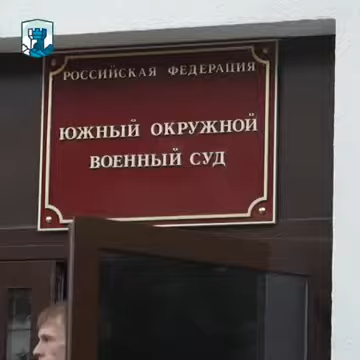 РОССИЙСКАЯ ФЕДЕРАЦИЯ
ЮЖНЫЙ ОКРУЖНОЙ
ВОЕННЫЙ СУД